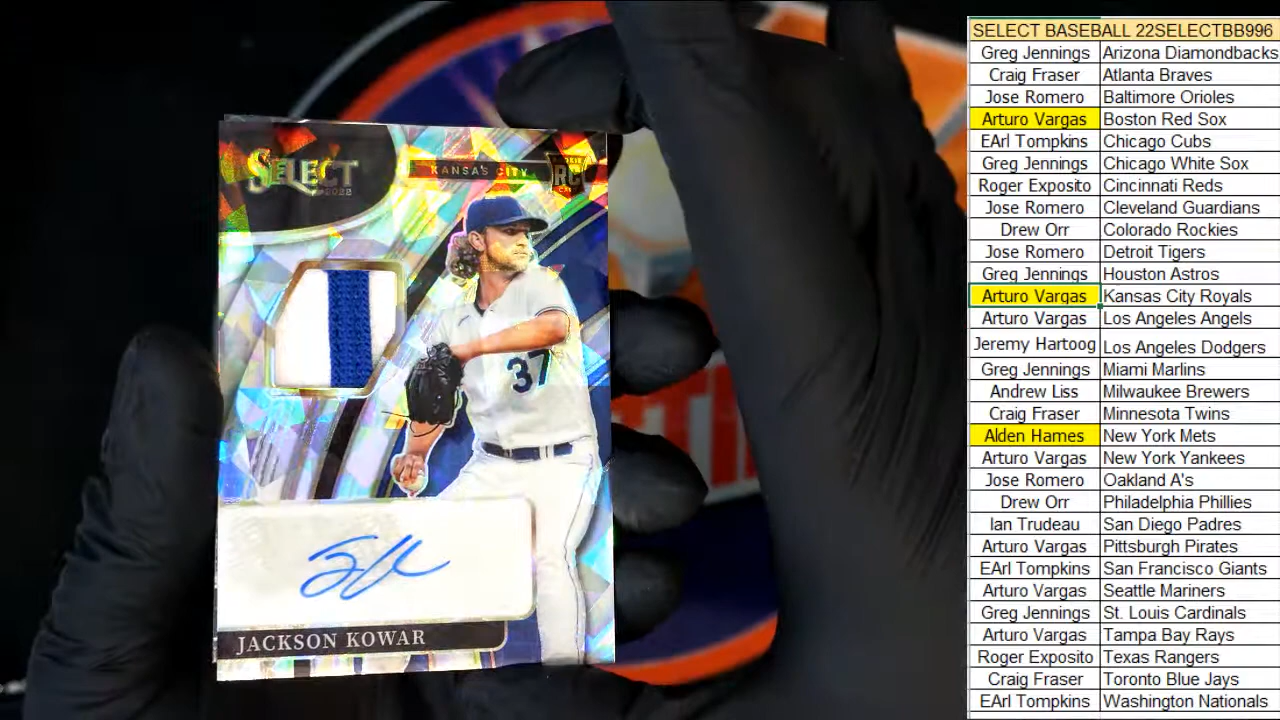 SELECT
2022
KANSAS CITY
ROOKIE
RC
37
JACKSON KOWAR
SELECT BASEBALL 22SELECTBB996
Greg Jennings Arizona Diamondbacks
Craig Fraser Atlanta Braves
Jose Romero Baltimore Orioles
Arturo Vargas Boston Red Sox
EArl Tompkins Chicago Cubs
Greg Jennings Chicago White Sox
Roger Exposito Cincinnati Reds
Jose Romero Cleveland Guardians
Drew Orr Colorado Rockies
Jose Romero Detroit Tigers
Greg Jennings Houston Astros
Arturo Vargas Kansas City Royals
Arturo Vargas Los Angeles Angels
Jeremy Hartoog Los Angeles Dodgers
Greg Jennings Miami Marlins
Andrew Liss Milwaukee Brewers
Craig Fraser Minnesota Twins
Alden Hames New York Mets
Arturo Vargas New York Yankees
Jose Romero Oakland A's
Drew Orr Philadelphia Phillies
Ian Trudeau San Diego Padres
Arturo Vargas Pittsburgh Pirates
EArl Tompkins San Francisco Giants
Arturo Vargas Seattle Mariners
Greg Jennings St. Louis Cardinals
Arturo Vargas Tampa Bay Rays
Roger Exposito Texas Rangers
Craig Fraser Toronto Blue Jays
EArl Tompkins Washington Nationals